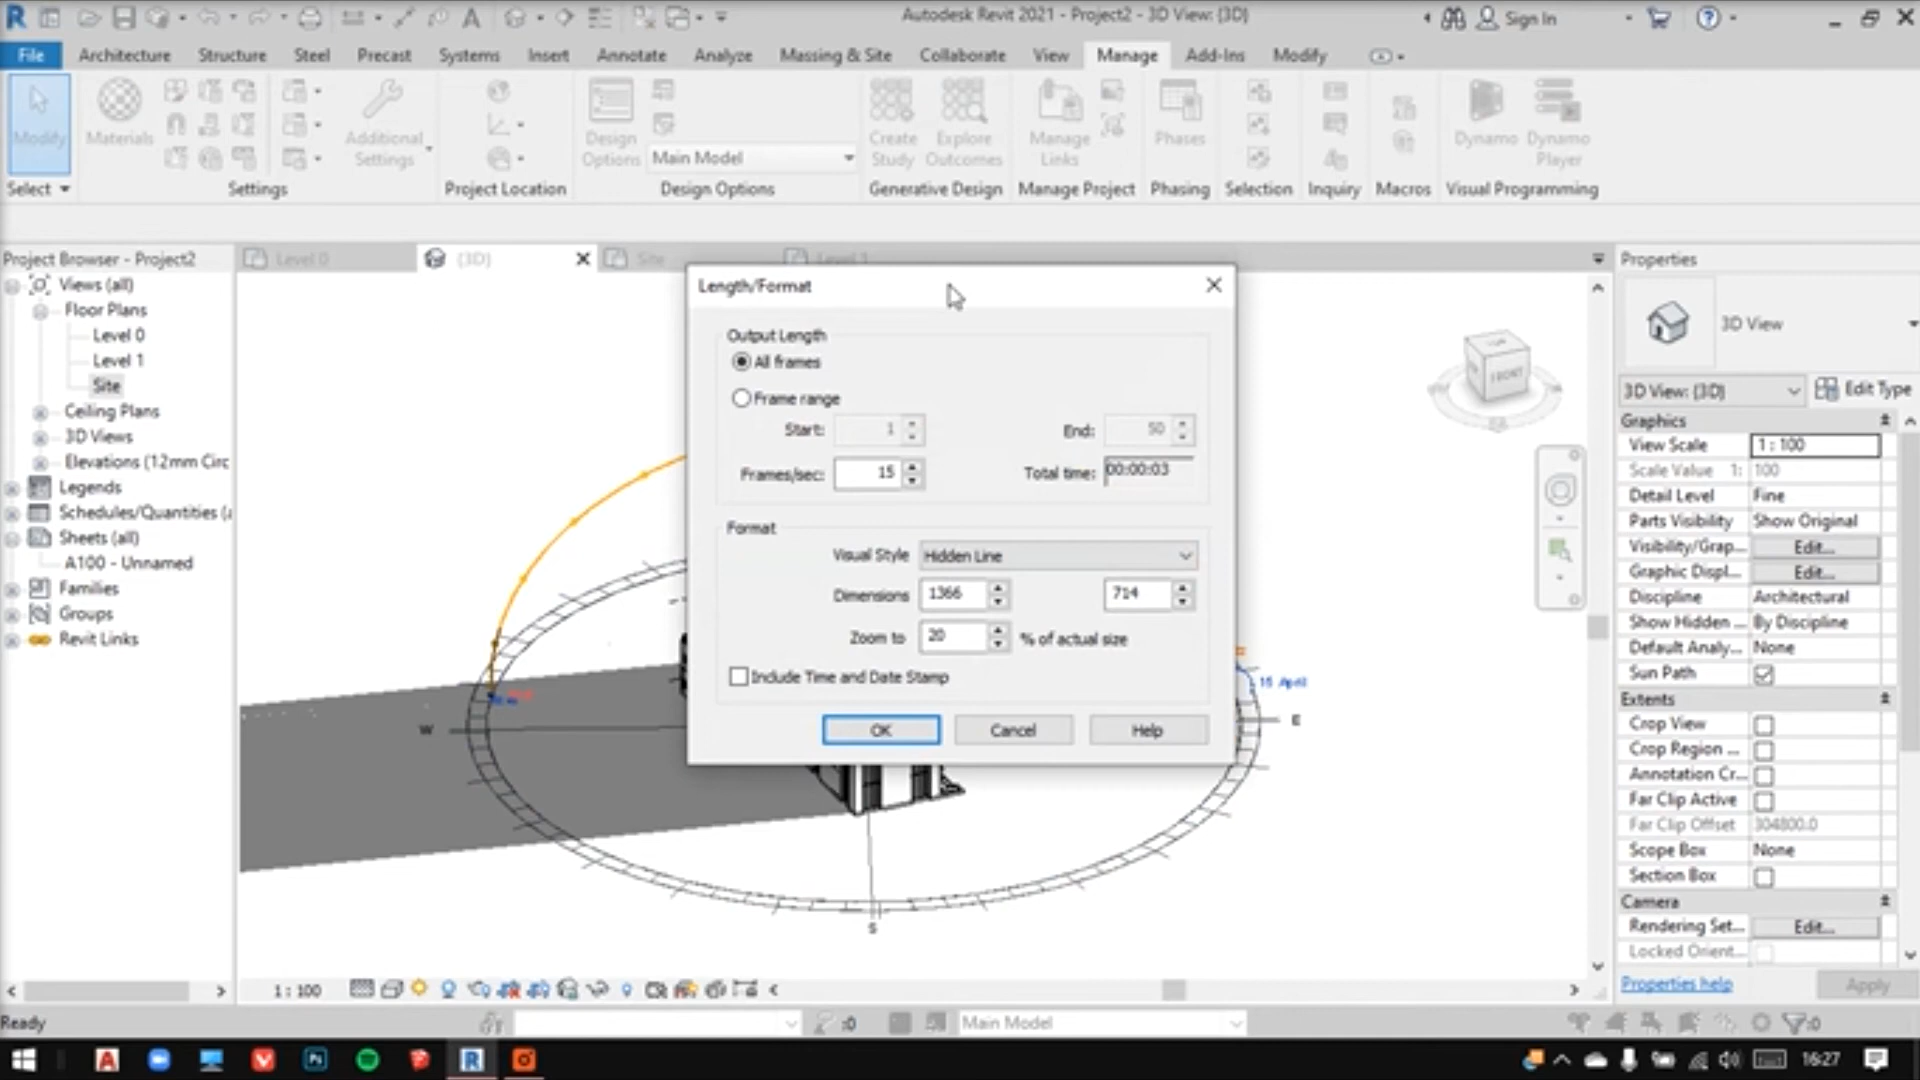 Autodesk Revit 2021 - Project2 - 3D View: {3D}
Sign In
File Architecture Structure Steel Precast Systems Insert Annotate Analyze Massing & Site Collaborate View Manage Add-Ins Modify
Modify
Materials
Additional Settings
Design Options
Main Model
Create Study
Explore Outcomes
Manage Links
Phases
Dynamo
Dynamo Player
Select
Settings
Project Location
Design Options
Generative Design
Manage Project
Phasing
Selection
Inquiry
Macros
Visual Programming
Project Browser - Project2
Views (all)
Floor Plans
Level 0
Level 1
Site
Ceiling Plans
3D Views
Elevations (12mm Circ
Legends
Schedules/Quantities (a
Sheets (all)
A100 - Unnamed
Families
Groups
Revit Links
Level 0
{3D}
Site
Level 1
Length/Format
Output Length
All frames
Frame range
Start: 1
End: 50
Frames/sec: 15
Total time: 00:00:03
Format
Visual Style Hidden Line
Dimensions 1366 714
Zoom to 20 % of actual size
Include Time and Date Stamp
OK Cancel Help
FRONT
W
E
S
15 April
Properties
3D View
3D View: {3D}
Edit Type
Graphics
View Scale 1 : 100
Scale Value 1: 100
Detail Level Fine
Parts Visibility Show Original
Visibility/Grap... Edit...
Graphic Displ... Edit...
Discipline Architectural
Show Hidden ... By Discipline
Default Analy... None
Sun Path
Extents
Crop View
Crop Region ...
Annotation Cr...
Far Clip Active
Far Clip Offset 304800.0
Scope Box None
Section Box
Camera
Rendering Set... Edit...
Locked Orient...
Properties help
Apply
1 : 100
Ready
:0
Main Model
:0
16:27